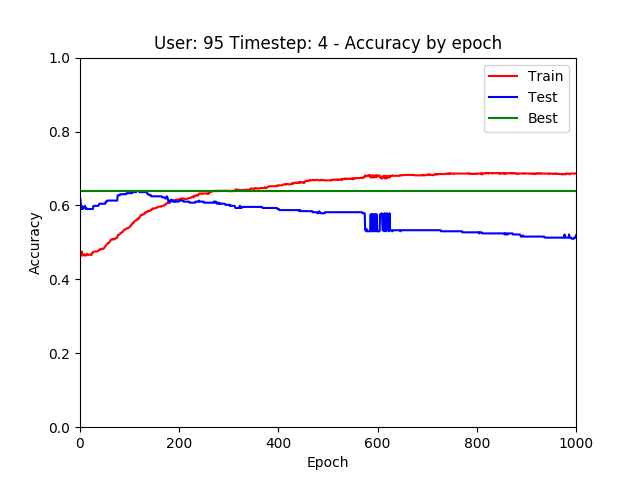 User: 95 Timestep: 4 - Accuracy by epoch
Train
Test
Best
Accuracy
1.0
0.8
0.6
0.4
0.2
0.0
0 200 400 600 800 1000
Epoch